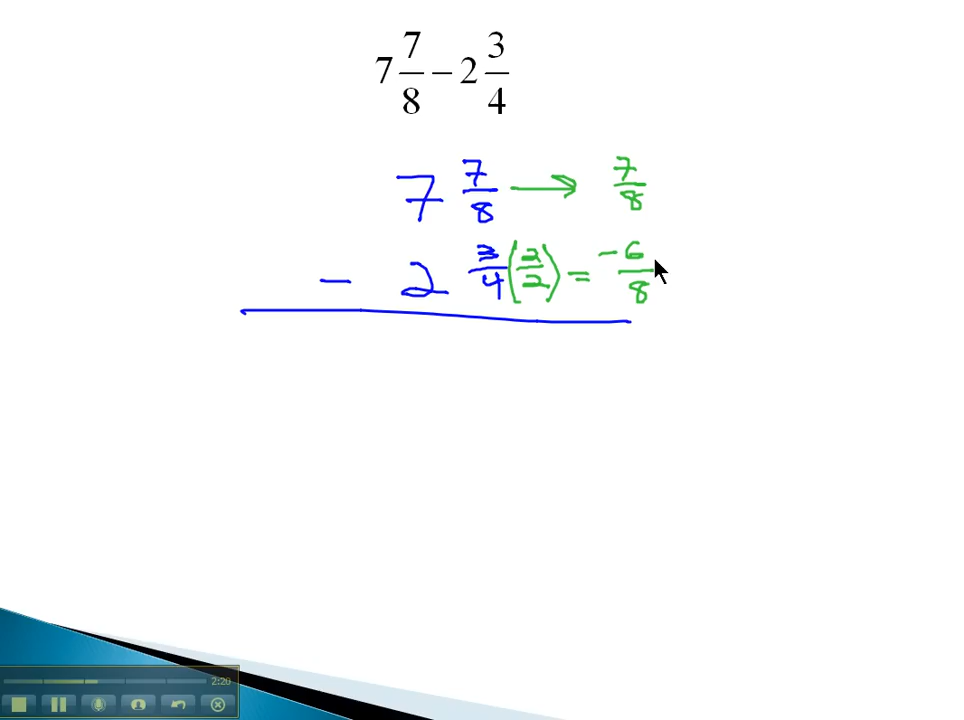 7 7/8 − 2 3/4
7 7/8 → 7/8
− 2 3/4 (2/2) = −6/8
2:20